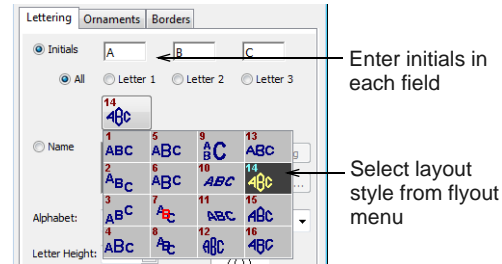 Lettering Ornaments Borders
Initials A B C
All Letter 1 Letter 2 Letter 3
14 ABC
Name
1 ABC 5 ABC 9 ABC 13 ABC
2 ABC 6 ABC 10 ABC 14 ABC
3 ABC 7 ABC 11 ABC 15 ABC
4 ABC 8 ABC 12 ABC 16 ABC
g
...
Alphabet:
Letter Height:
Enter initials in
each field
Select layout
style from flyout
menu